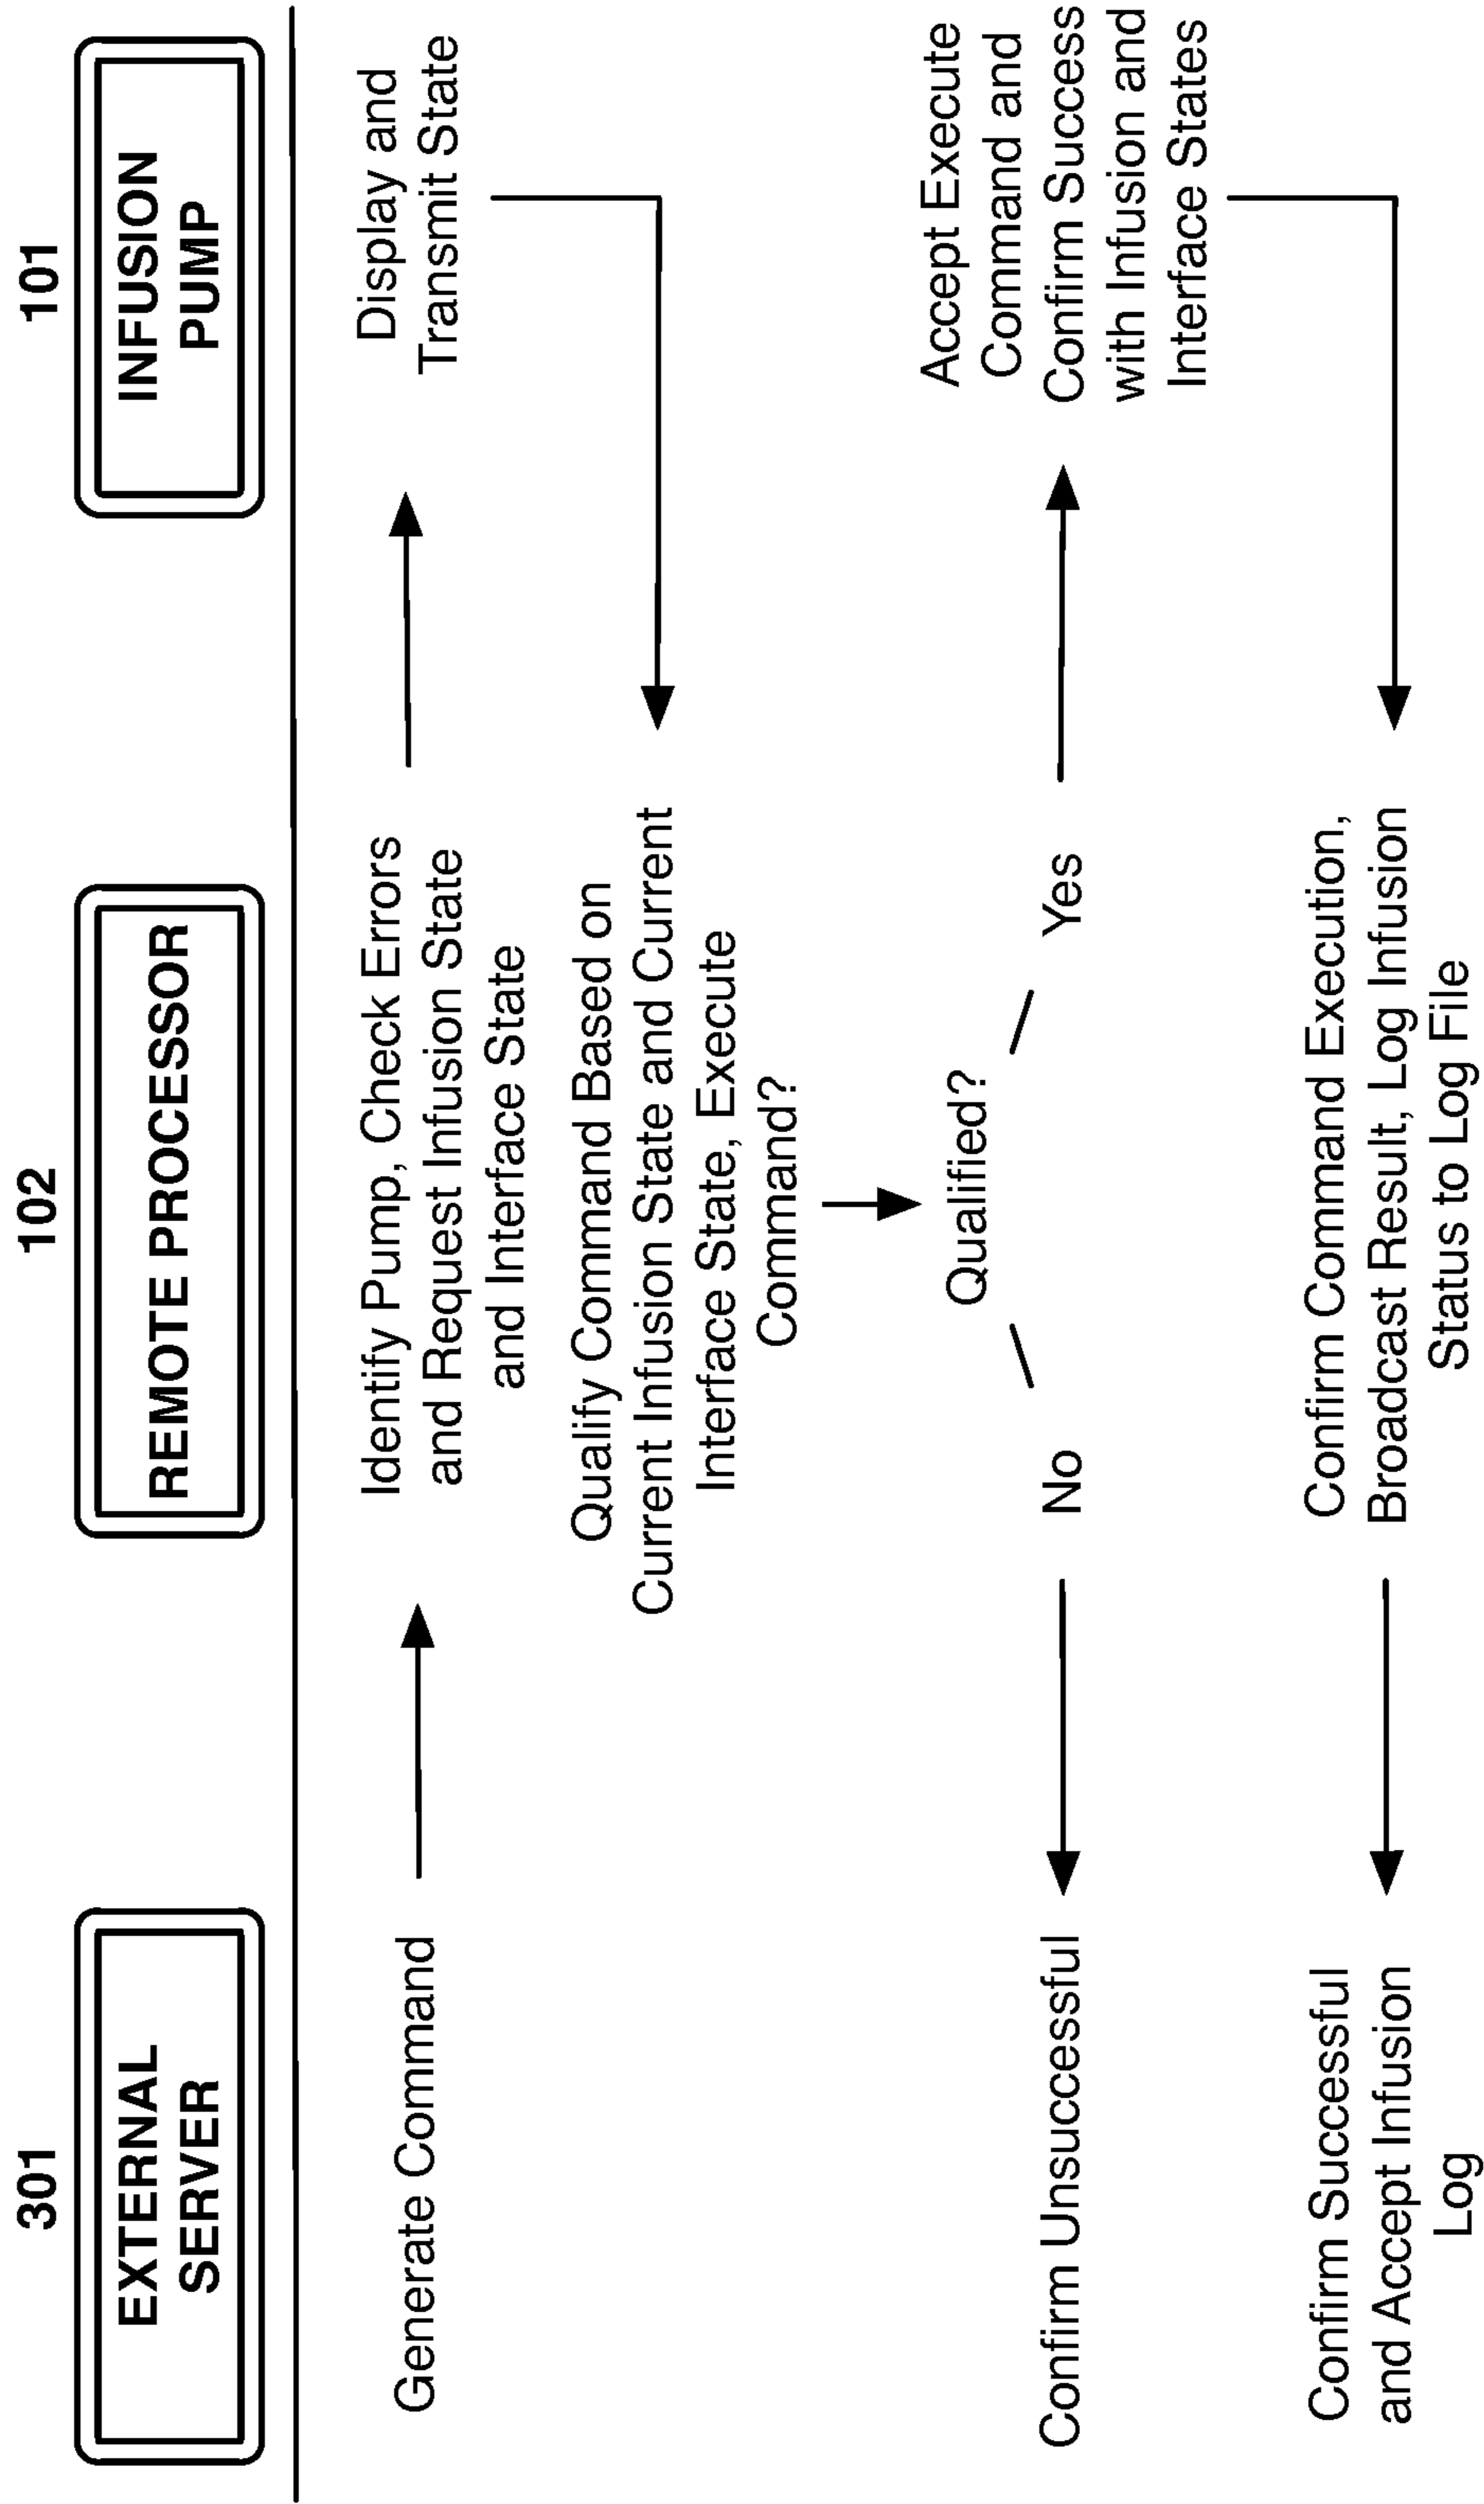 301
102
101
EXTERNAL
SERVER
REMOTE PROCESSOR
INFUSION
PUMP
Generate Command
Identify Pump, Check Errors
and Request Infusion State
and Interface State
Display and
Transmit State
Qualify Command Based on
Current Infusion State and Current
Interface State, Execute
Command?
Qualified?
No
Yes
Confirm Unsuccessful
Accept Execute
Command and
Confirm Success
with Infusion and
Interface States
Confirm Command Execution,
Broadcast Result, Log Infusion
Status to Log File
Confirm Successful
and Accept Infusion
Log